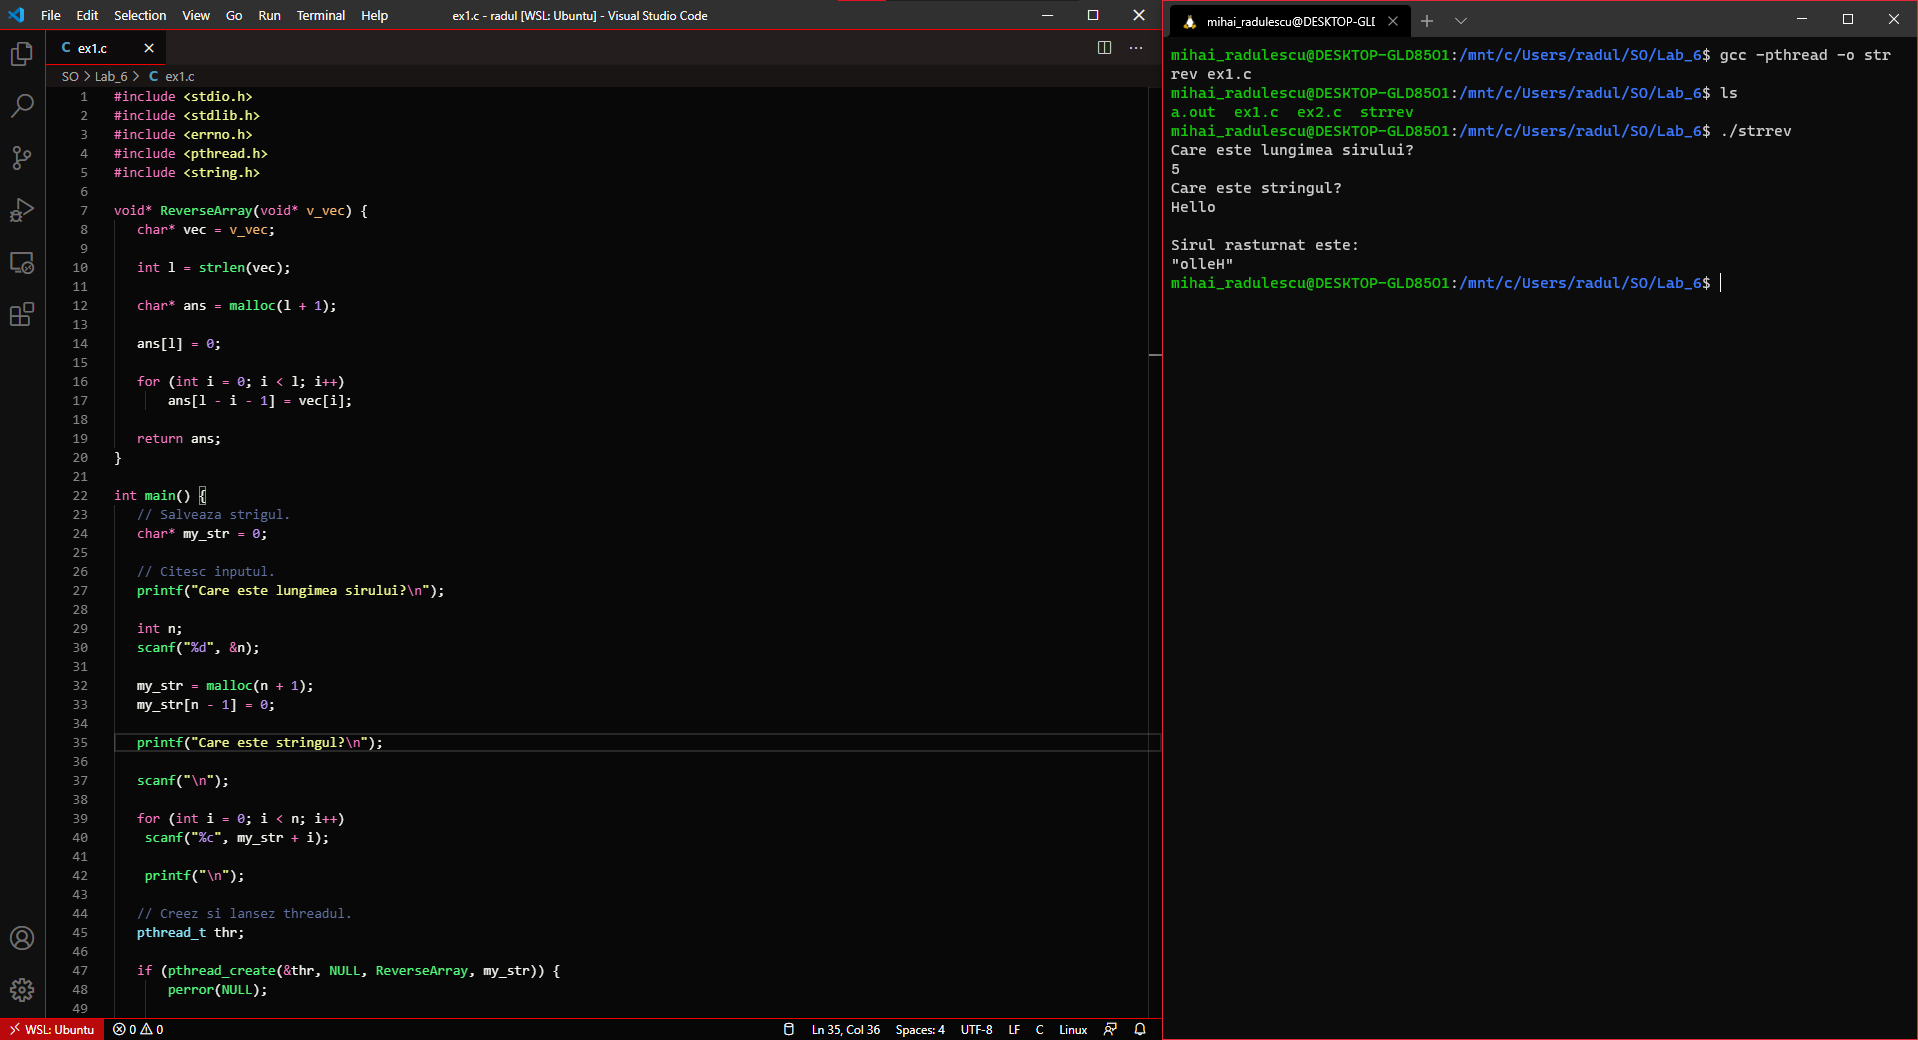 File Edit Selection View Go Run Terminal Help ex1.c - radul [WSL: Ubuntu] - Visual Studio Code
C ex1.c
SO > Lab_6 > C ex1.c
1 #include <stdio.h>
2 #include <stdlib.h>
3 #include <errno.h>
4 #include <pthread.h>
5 #include <string.h>
6
7 void* ReverseArray(void* v_vec) {
8 char* vec = v_vec;
9
10 int l = strlen(vec);
11
12 char* ans = malloc(l + 1);
13
14 ans[l] = 0;
15
16 for (int i = 0; i < l; i++)
17 ans[l - i - 1] = vec[i];
18
19 return ans;
20 }
21
22 int main() {
23 // Salveaza strigul.
24 char* my_str = 0;
25
26 // Citesc inputul.
27 printf("Care este lungimea sirului?\n");
28
29 int n;
30 scanf("%d", &n);
31
32 my_str = malloc(n + 1);
33 my_str[n - 1] = 0;
34
35 printf("Care este stringul?\n");
36
37 scanf("\n");
38
39 for (int i = 0; i < n; i++)
40 scanf("%c", my_str + i);
41
42 printf("\n");
43
44 // Creez si lansez threadul.
45 pthread_t thr;
46
47 if (pthread_create(&thr, NULL, ReverseArray, my_str)) {
48 perror(NULL);
49
WSL: Ubuntu 0 0 Ln 35, Col 36 Spaces: 4 UTF-8 LF C Linux
mihai_radulescu@DESKTOP-GLD
mihai_radulescu@DESKTOP-GLD85O1:/mnt/c/Users/radul/SO/Lab_6$ gcc -pthread -o str
rev ex1.c
mihai_radulescu@DESKTOP-GLD85O1:/mnt/c/Users/radul/SO/Lab_6$ ls
a.out ex1.c ex2.c strrev
mihai_radulescu@DESKTOP-GLD85O1:/mnt/c/Users/radul/SO/Lab_6$ ./strrev
Care este lungimea sirului?
5
Care este stringul?
Hello
Sirul rasturnat este:
"olleH"
mihai_radulescu@DESKTOP-GLD85O1:/mnt/c/Users/radul/SO/Lab_6$